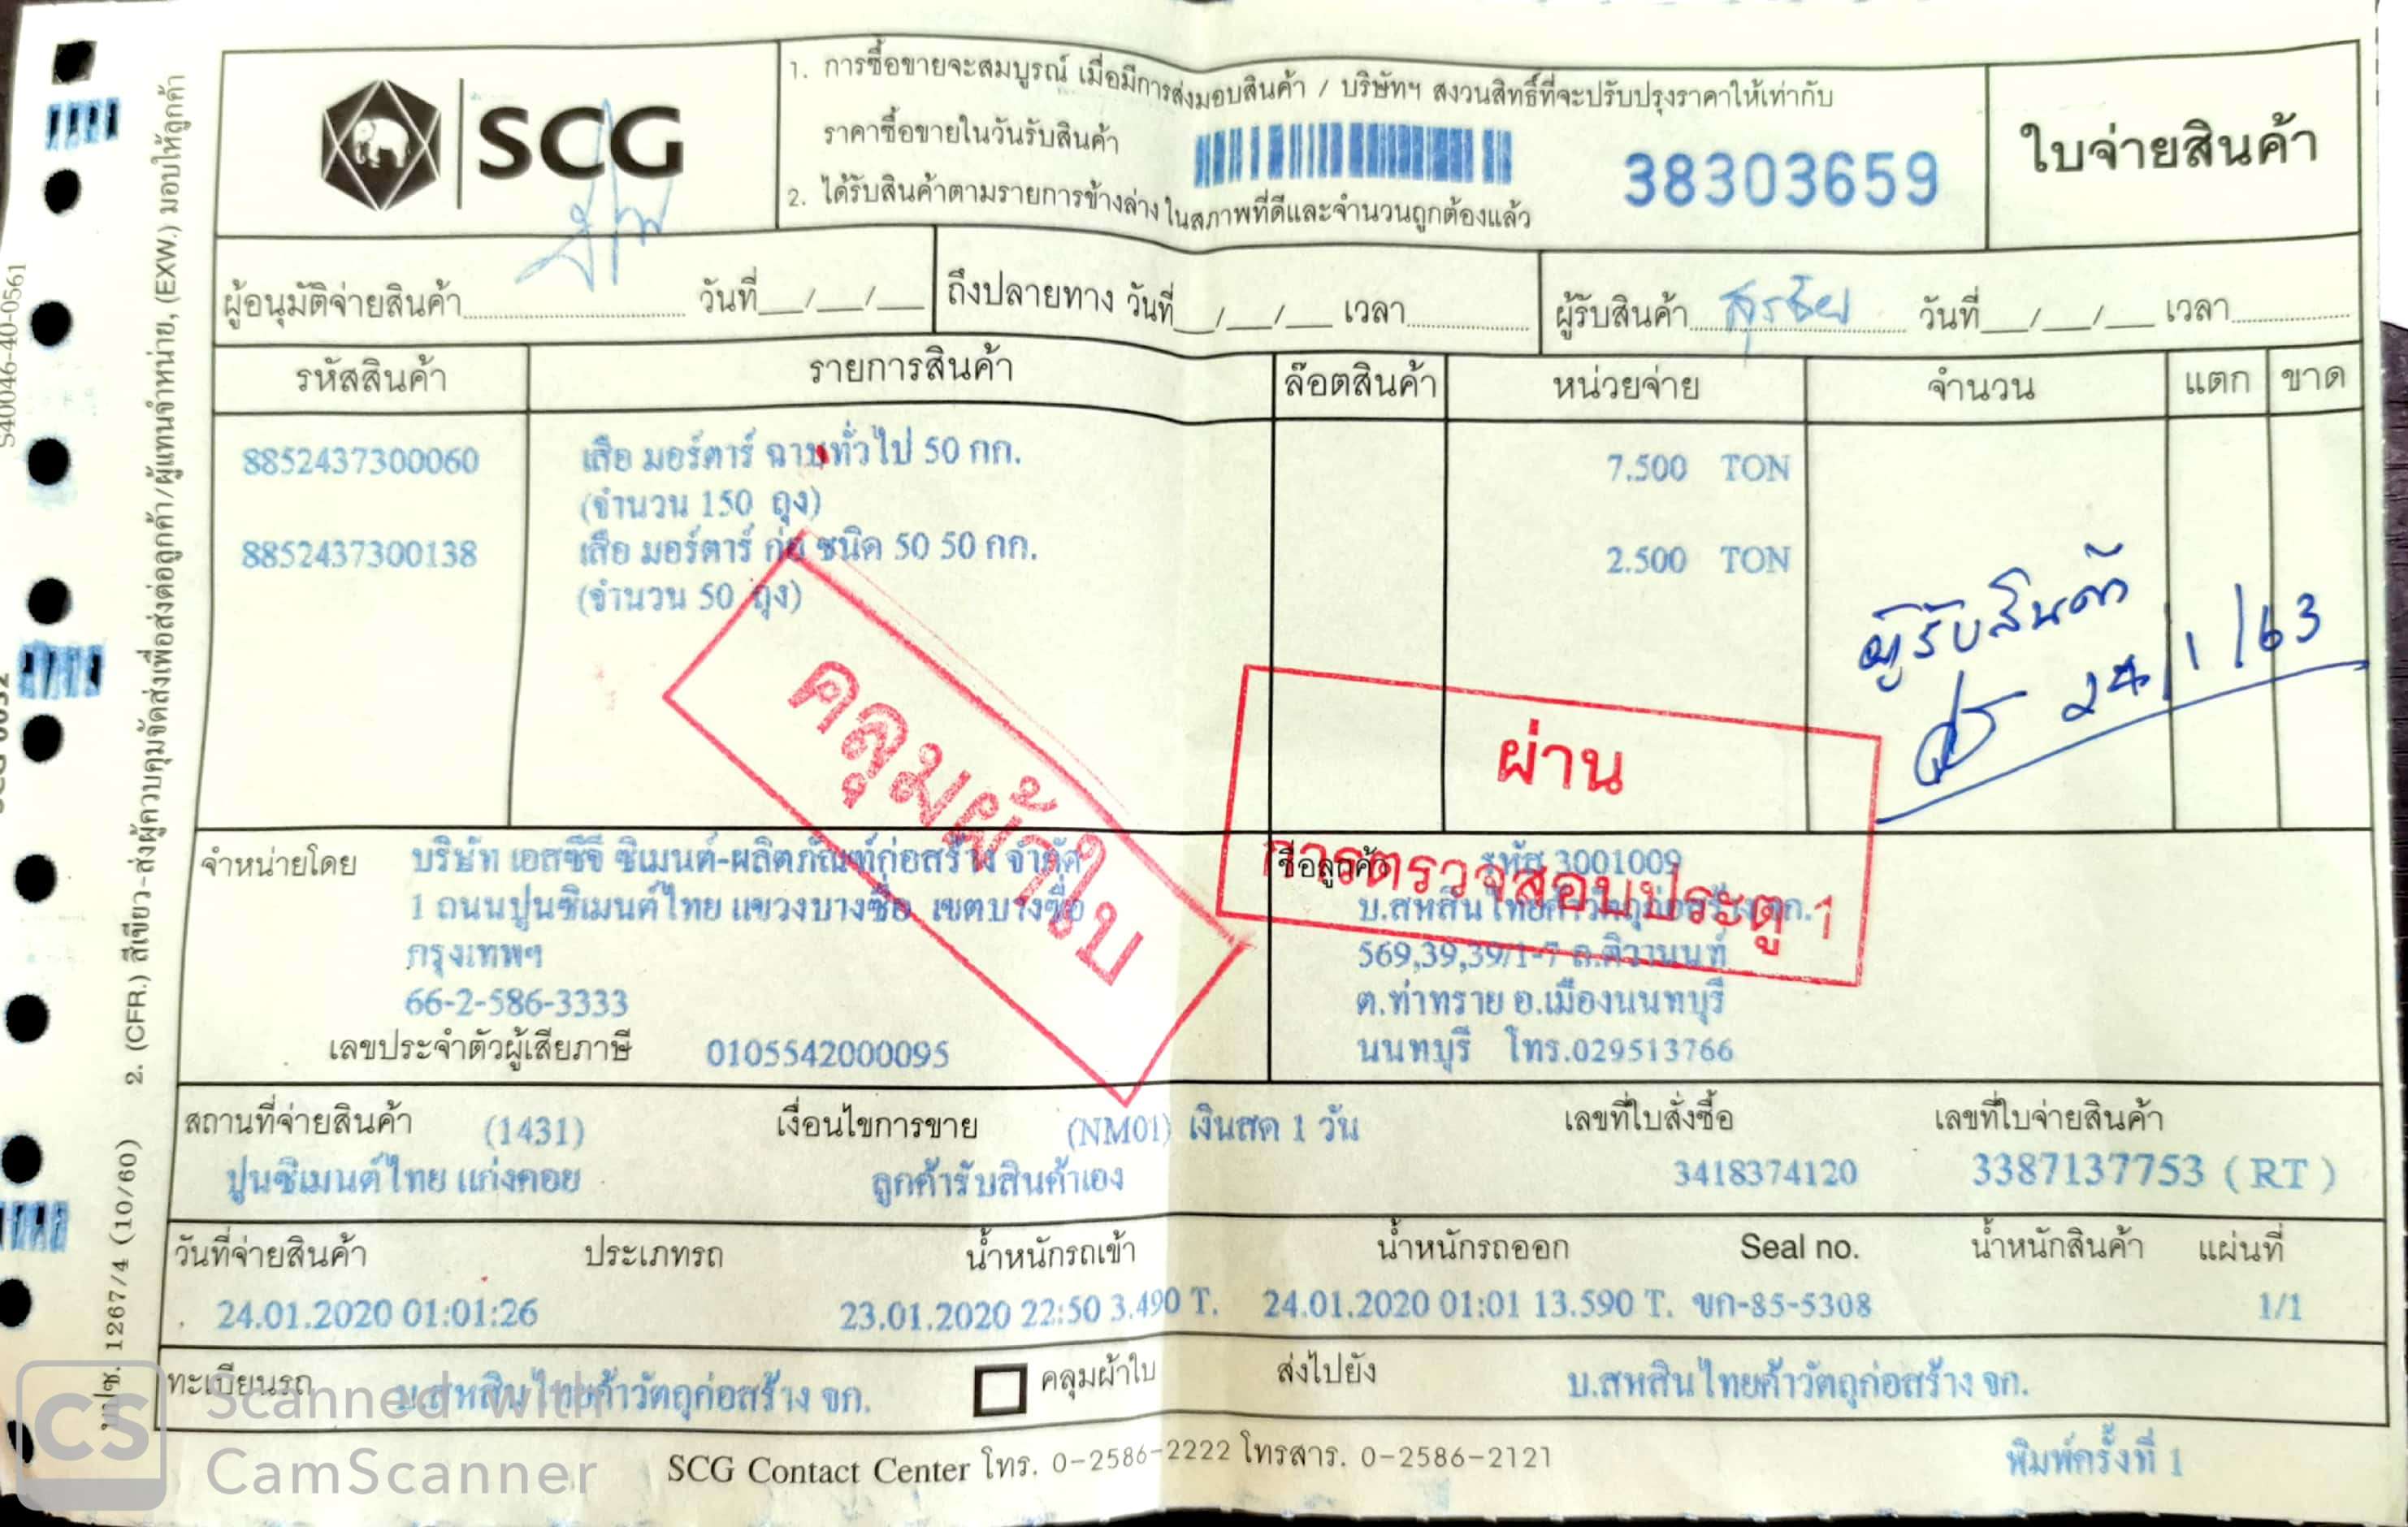 SCG
1. การซื้อขายจะสมบูรณ์ เมื่อมีการส่งมอบสินค้า / บริษัทฯ สงวนสิทธิ์ที่จะปรับปรุงราคาให้เท่ากับ
ราคาซื้อขายในวันรับสินค้า
2. ได้รับสินค้าตามรายการข้างล่างในสภาพที่ดีและจำนวนถูกต้องแล้ว
38303659
ใบจ่ายสินค้า
ผู้อนุมัติจ่ายสินค้า วันที่ __/__/__ ถึงปลายทาง วันที่ __/__/__ เวลา ผู้รับสินค้า สุรชัย วันที่ __/__/__ เวลา
รหัสสินค้า รายการสินค้า ล๊อตสินค้า หน่วยจ่าย จำนวน แตก ขาด
8852437300060 เสือ มอร์ตาร์ ฉาบทั่วไป 50 กก. 7.500 TON
(จำนวน 150 ถุง)
8852437300138 เสือ มอร์ตาร์ ก่อ ชนิด 50 50 กก. 2.500 TON
(จำนวน 50 ถุง)
ผู้รับสินค้า
24/1/63
คลุมผ้าใบ
ผ่าน
การตรวจสอบประตู 1
จำหน่ายโดย บริษัท เอสซีจี ซิเมนต์-ผลิตภัณฑ์ก่อสร้าง จำกัด
1 ถนนปูนซิเมนต์ไทย แขวงบางซื่อ เขตบางซื่อ
กรุงเทพฯ
66-2-586-3333
เลขประจำตัวผู้เสียภาษี 0105542000095
ชื่อลูกค้า รหัส 3001009
บ.สหสินไทยค้าวัตถุก่อสร้าง จก.
569,39,39/1-7 ถ.ติวานนท์
ต.ท่าทราย อ.เมืองนนทบุรี
นนทบุรี โทร.029513766
สถานที่จ่ายสินค้า (1431) เงื่อนไขการขาย (NM01) เงินสด 1 วัน เลขที่ใบสั่งซื้อ เลขที่ใบจ่ายสินค้า
ปูนซิเมนต์ไทย แก่งคอย ลูกค้ารับสินค้าเอง 3418374120 3387137753 (RT)
วันที่จ่ายสินค้า ประเภทรถ น้ำหนักรถเข้า น้ำหนักรถออก Seal no. น้ำหนักสินค้า แผ่นที่
24.01.2020 01:01:26 23.01.2020 22:50 3.490 T. 24.01.2020 01:01 13.590 T. ขก-85-5308 1/1
ทะเบียนรถ บ.สหสินไทยค้าวัตถุก่อสร้าง จก. คลุมผ้าใบ ส่งไปยัง บ.สหสินไทยค้าวัตถุก่อสร้าง จก.
SCG Contact Center โทร. 0-2586-2222 โทรสาร. 0-2586-2121
พิมพ์ครั้งที่ 1
1267/4 (10/60) 2. (CFR.) สีเขียว-ส่งผู้ควบคุมจัดส่งเพื่อส่งต่อลูกค้า/ผู้แทนจำหน่าย, (EXW.) มอบให้ลูกค้า
S40046-40-0561
CS Scanned with
CamScanner